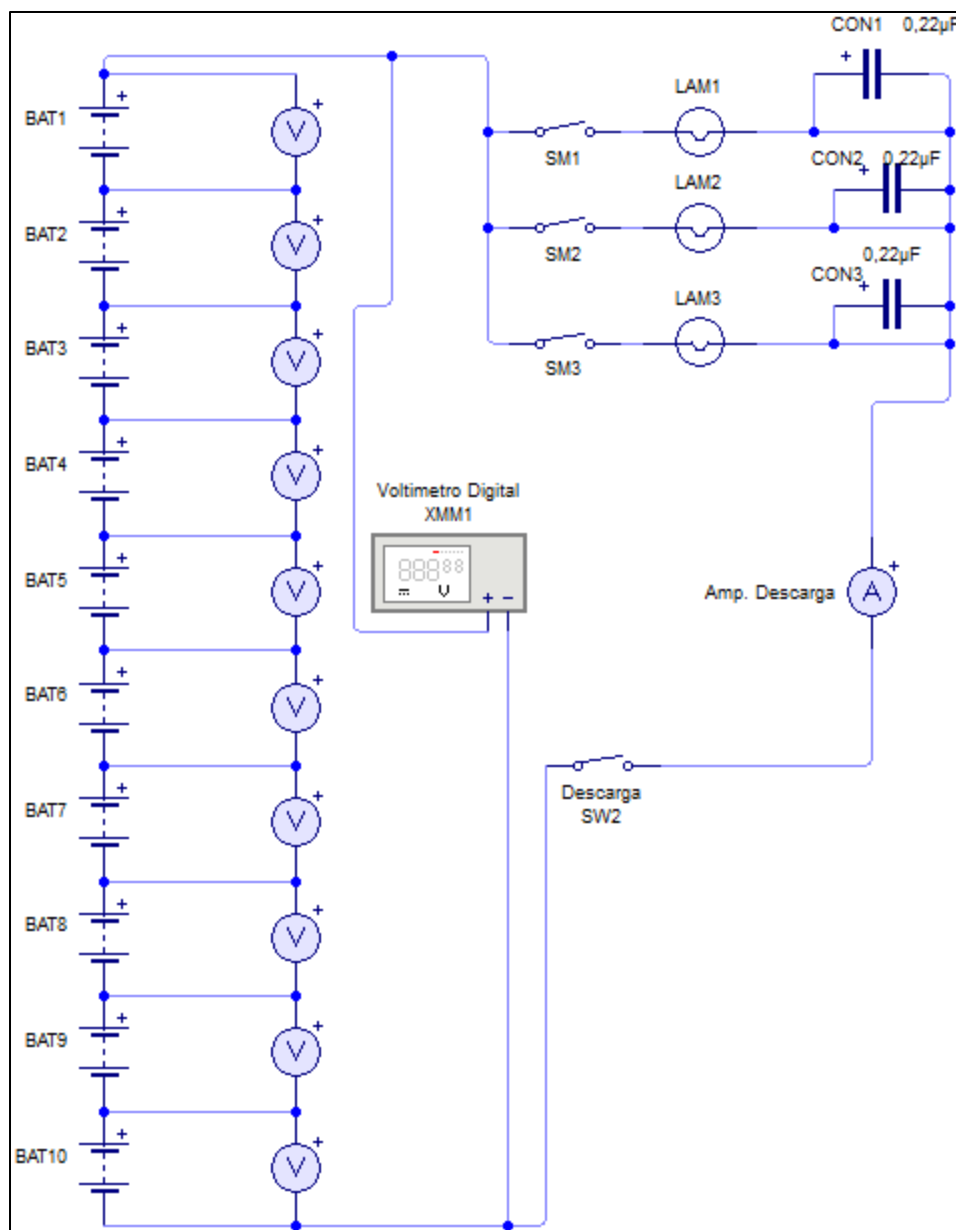 CON1 0,22µF
+
LAM1
BAT1
+
V
+
SM1
CON2 0,22µF
+
LAM2
BAT2
+
V
+
SM2
0,22µF
CON3
+
LAM3
BAT3
+
V
+
SM3
BAT4
+
V
+
Voltimetro Digital
XMM1
888 88
V
+ −
BAT5
+
V
+
Amp. Descarga
A
+
BAT6
+
V
+
Descarga
SW2
BAT7
+
V
+
BAT8
+
V
+
BAT9
+
V
+
BAT10
+
V
+